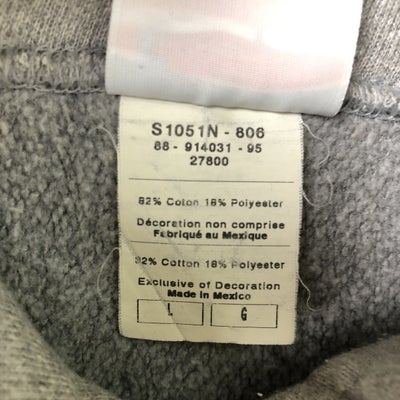 S1051N - 806
88 - 914031 - 95
27800
82% Coton 18% Polyester
Décoration non comprise
Fabriqué au Mexique
82% Cotton 18% Polyester
Exclusive of Decoration
Made in Mexico
L G